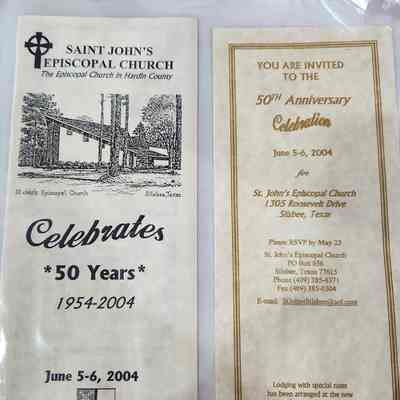 SAINT JOHN'S
EPISCOPAL CHURCH
The Episcopal Church in Hardin County
St John's Episcopal Church Silsbee, Texas
Celebrates
*50 Years*
1954-2004
June 5-6, 2004
YOU ARE INVITED
TO THE
50TH Anniversary
Celebration
June 5-6, 2004
for
St. John's Episcopal Church
1305 Roosevelt Drive
Silsbee, Texas
Please RSVP by May 23
St. John's Episcopal Church
PO Box 936
Silsbee, Texas 77615
Phone (409) 385-4371
Fax (409) 385-0304
E-mail:
Lodging with special rates
has been arranged at the new